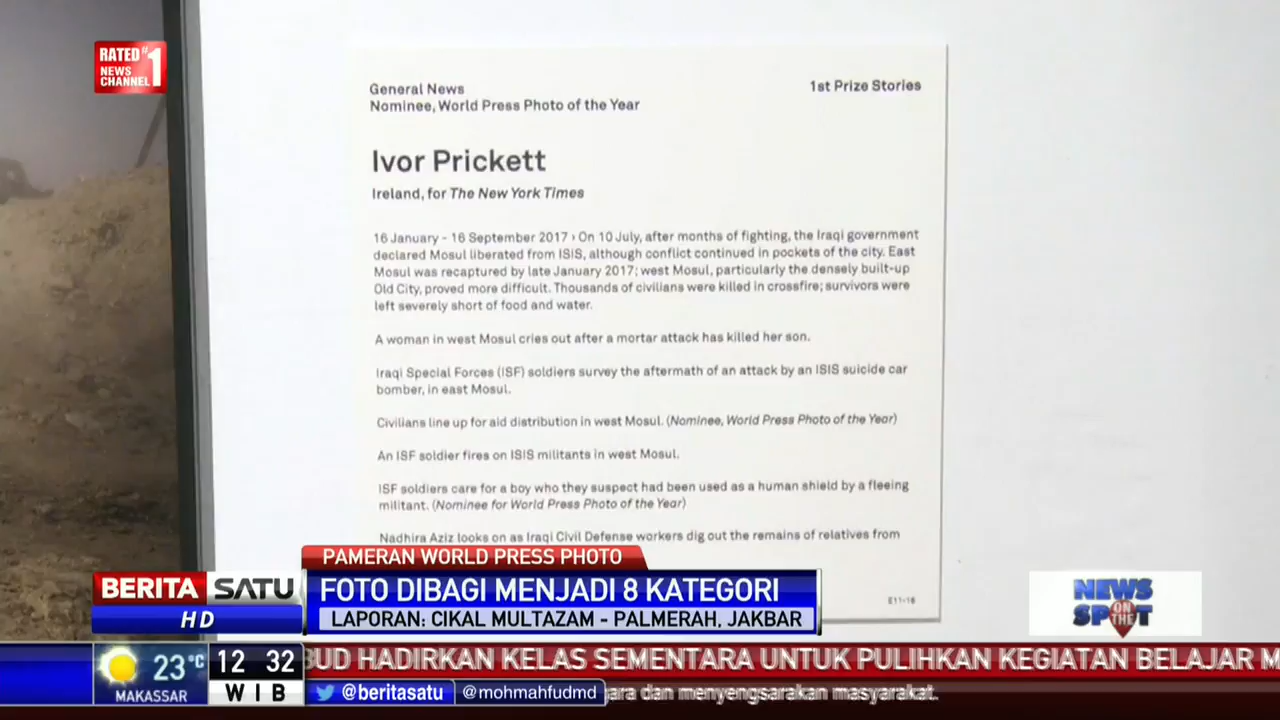 RATED #1
NEWS
CHANNEL
General News
Nominee, World Press Photo of the Year
1st Prize Stories
Ivor Prickett
Ireland, for The New York Times
16 January - 16 September 2017 › On 10 July, after months of fighting, the Iraqi government
declared Mosul liberated from ISIS, although conflict continued in pockets of the city. East
Mosul was recaptured by late January 2017; west Mosul, particularly the densely built-up
Old City, proved more difficult. Thousands of civilians were killed in crossfire; survivors were
left severely short of food and water.
A woman in west Mosul cries out after a mortar attack has killed her son.
Iraqi Special Forces (ISF) soldiers survey the aftermath of an attack by an ISIS suicide car
bomber, in east Mosul.
Civilians line up for aid distribution in west Mosul. (Nominee, World Press Photo of the Year)
An ISF soldier fires on ISIS militants in west Mosul.
ISF soldiers care for a boy who they suspect had been used as a human shield by a fleeing
militant. (Nominee for World Press Photo of the Year)
Nadhira Aziz looks on as Iraqi Civil Defense workers dig out the remains of relatives from
E11-16
PAMERAN WORLD PRESS PHOTO
BERITA SATU
HD
FOTO DIBAGI MENJADI 8 KATEGORI
LAPORAN: CIKAL MULTAZAM - PALMERAH, JAKBAR
NEWS
ON THE
SPOT
23°C
MAKASSAR
12 32
WIB
BUD HADIRKAN KELAS SEMENTARA UNTUK PULIHKAN KEGIATAN BELAJAR M
@beritasatu
@mohmahfudmd
ara dan menyengsarakan masyarakat.